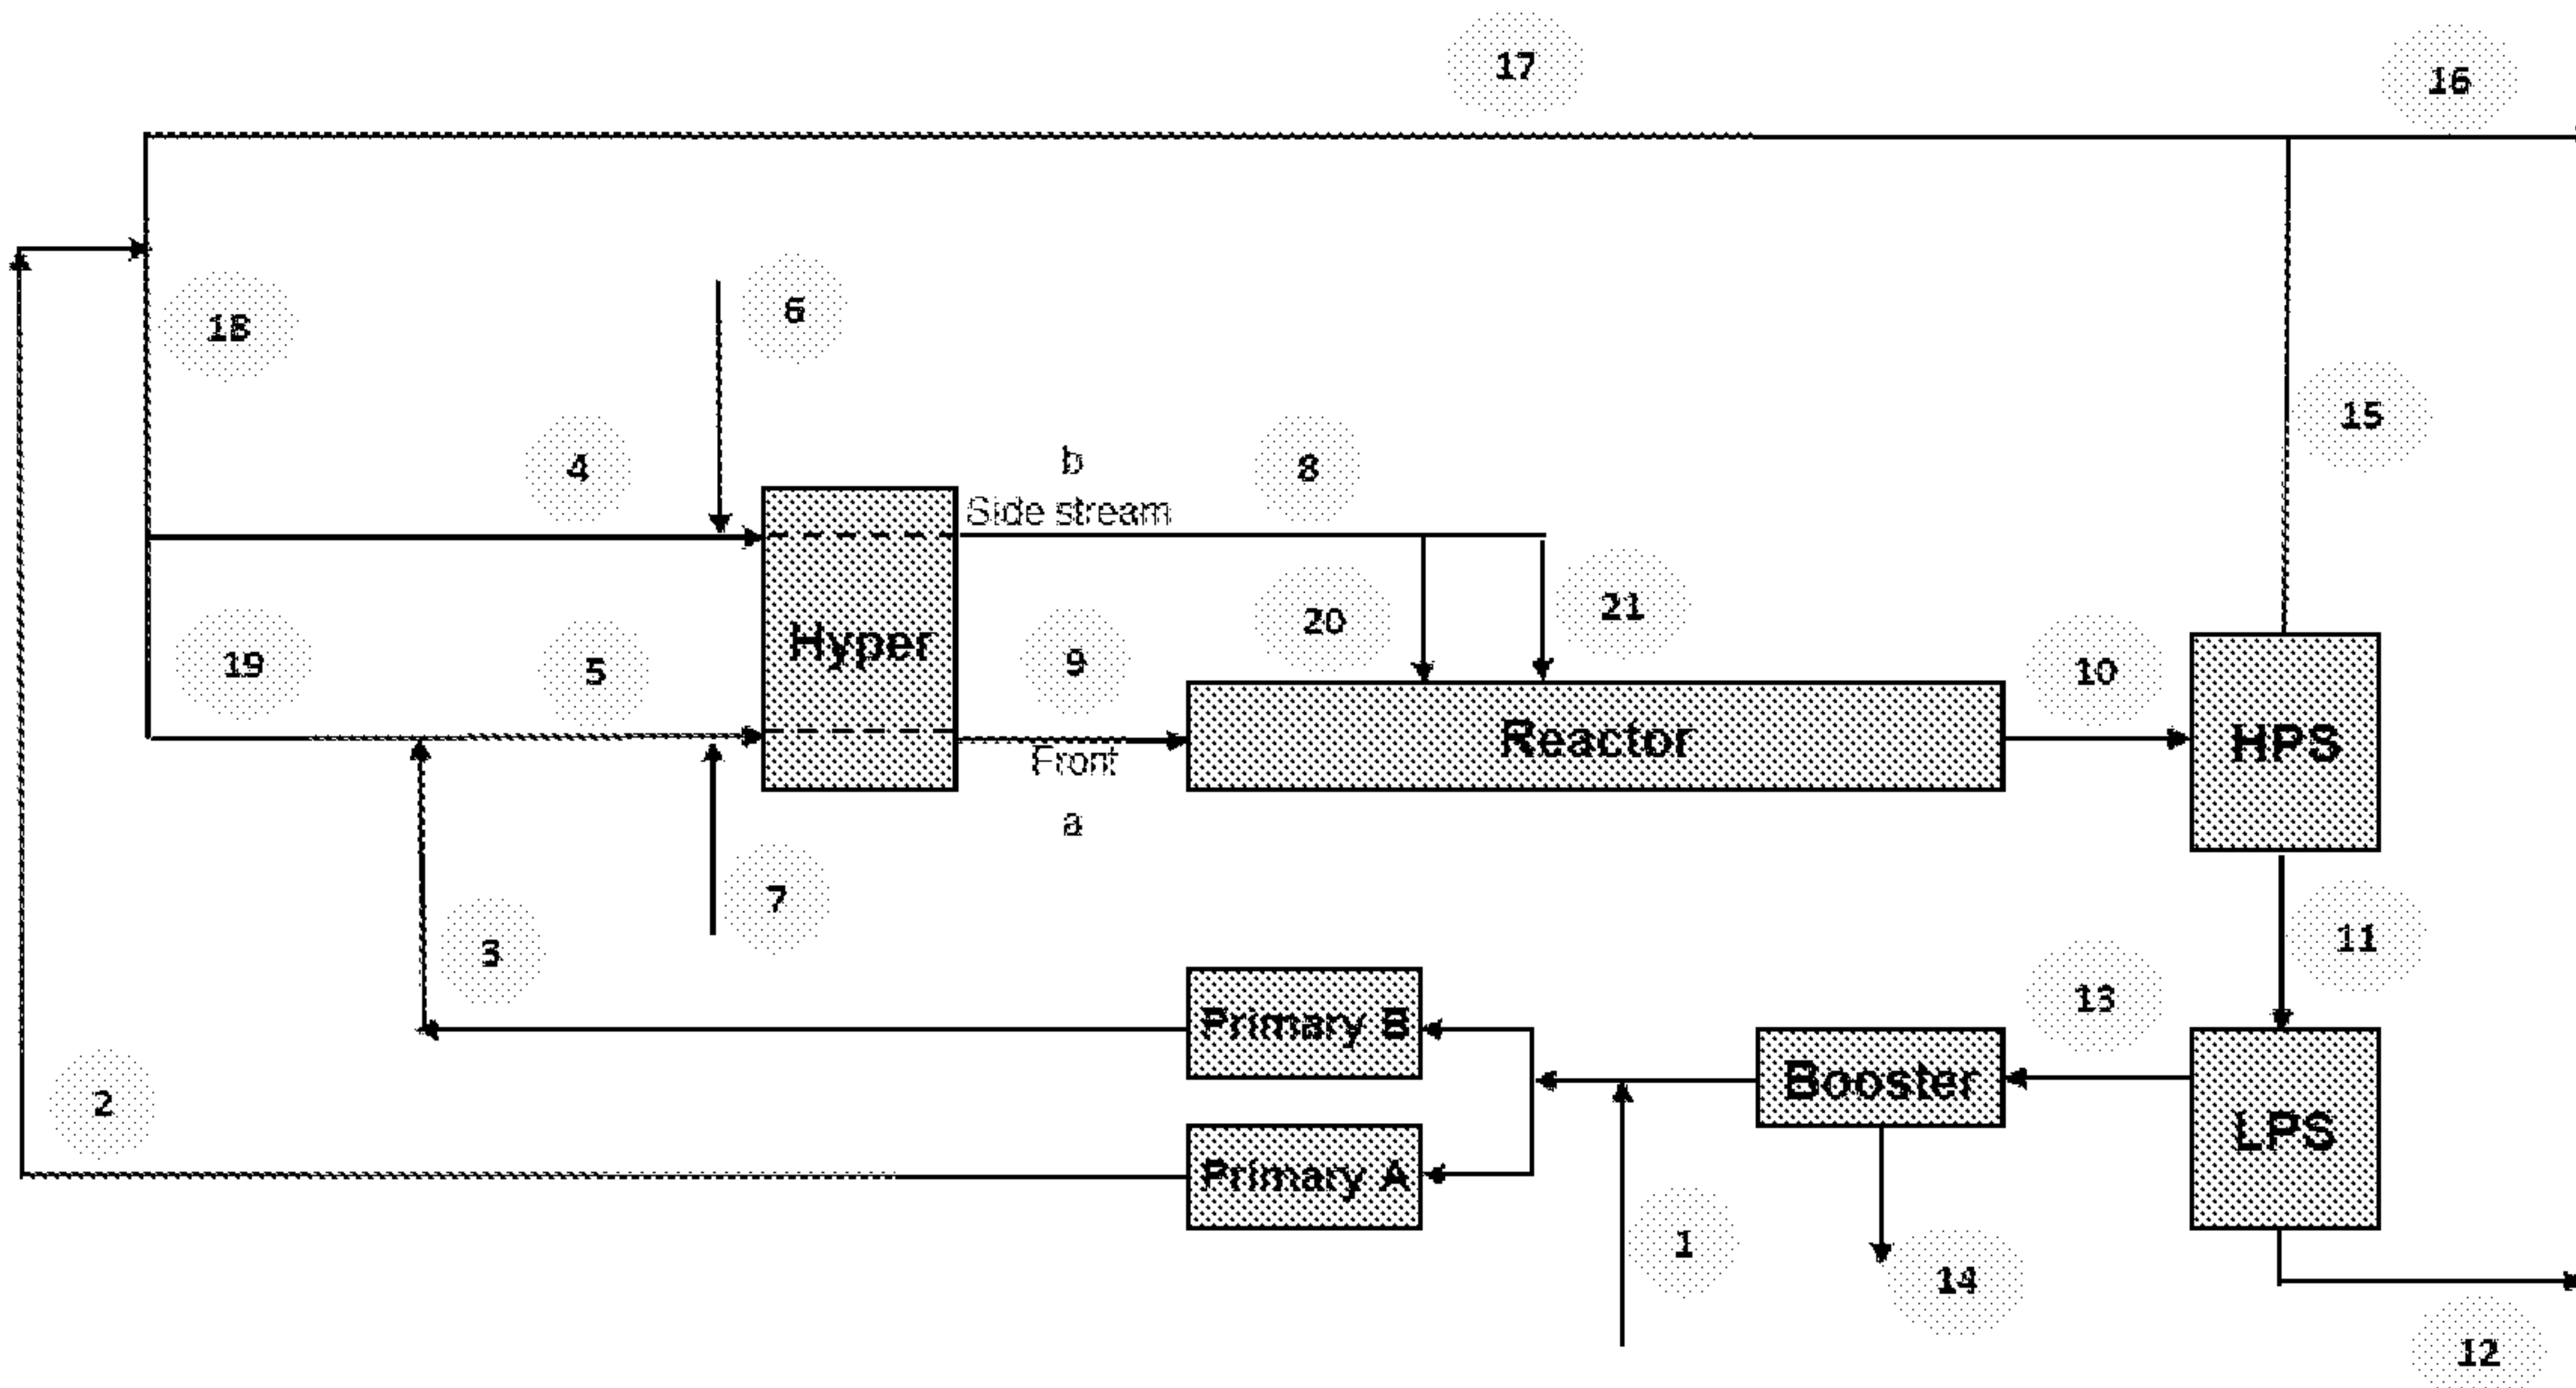 17
16
18
6
4
b
8
15
Side stream
20
21
19
5
Hyper
9
10
Reactor
HPS
Front
a
7
3
11
13
Primary B
Booster
2
LPS
Primary A
1
14
12